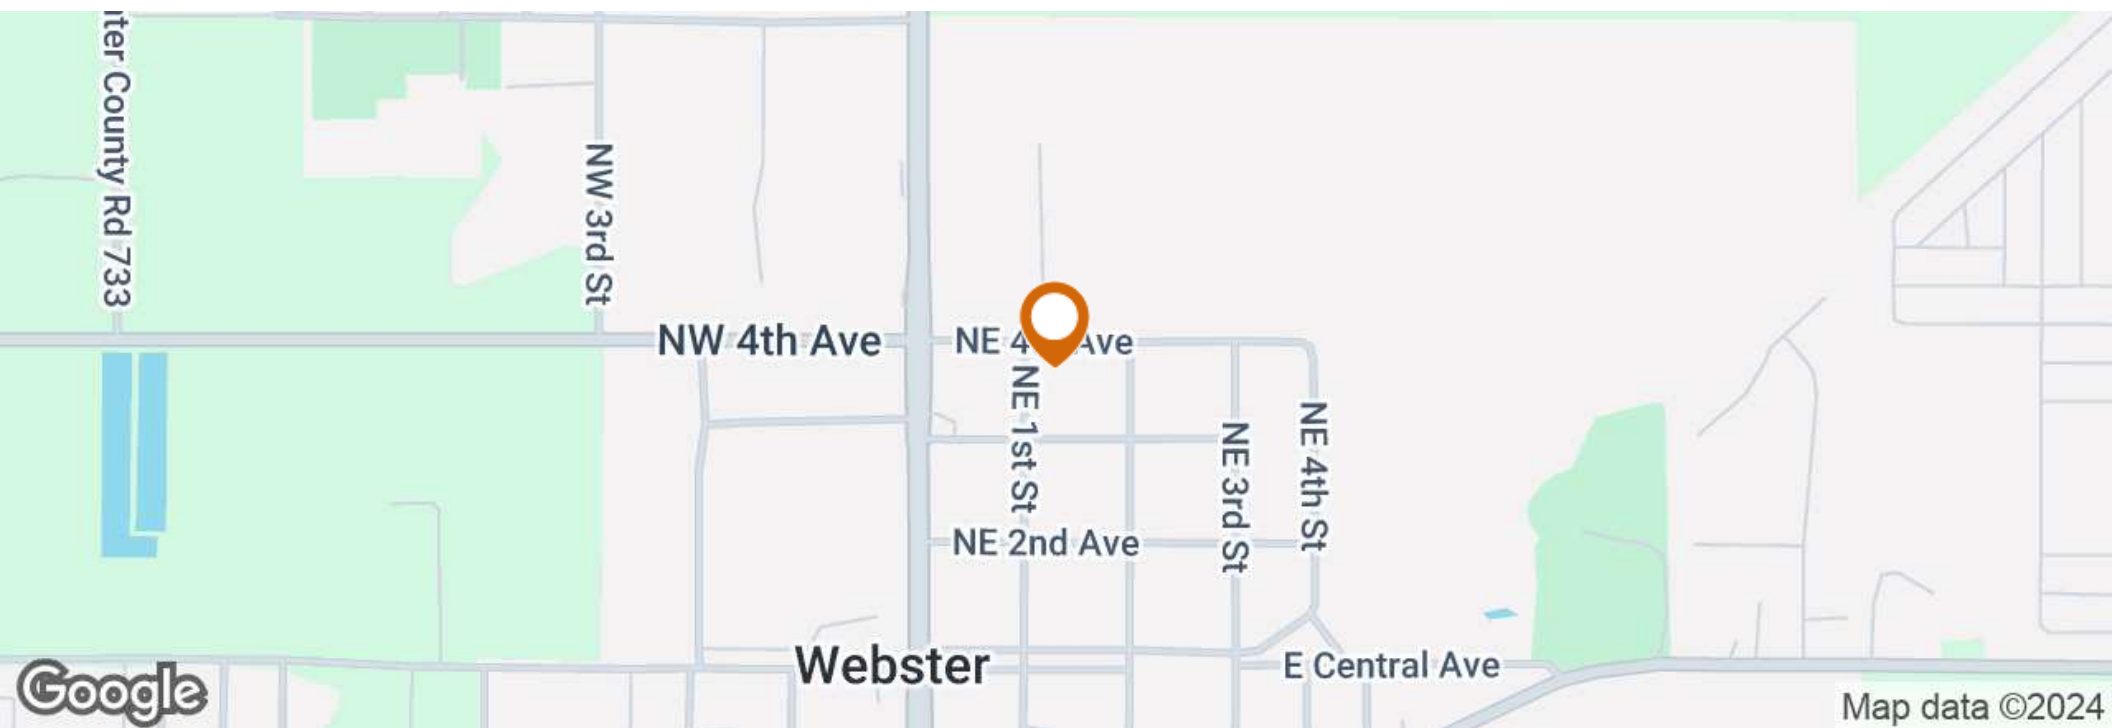 nter County Rd 733
NW 3rd St
NW 4th Ave
NE 4
Ave
NE 1st St
NE 3rd St
NE 4th St
NE 2nd Ave
Webster
E Central Ave
Google
Map data ©2024